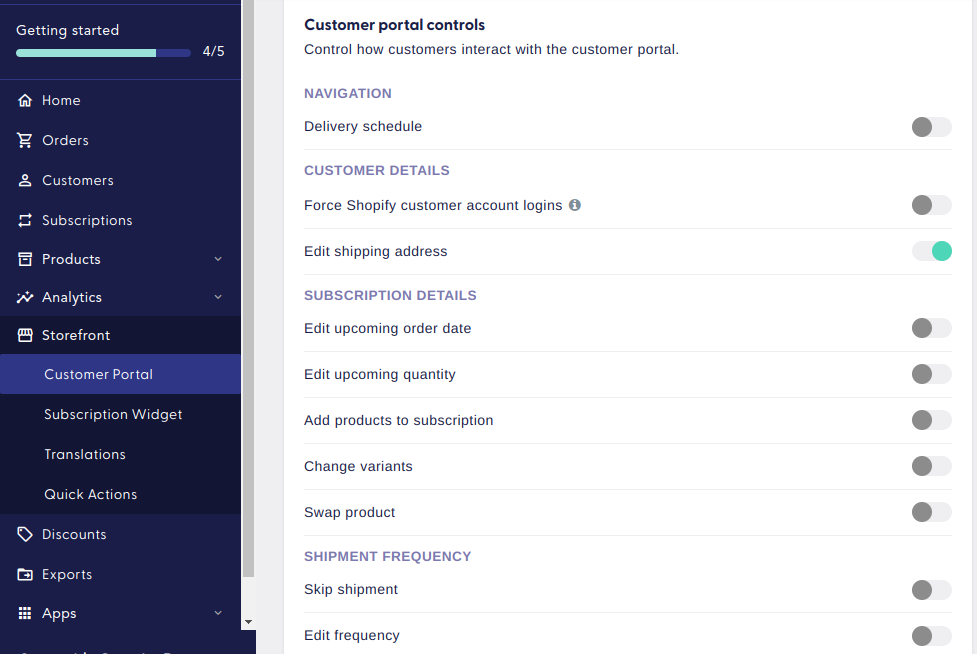 Getting started
4/5
Home
Orders
Customers
Subscriptions
Products
Analytics
Storefront
Customer Portal
Subscription Widget
Translations
Quick Actions
Discounts
Exports
Apps
Customer portal controls
Control how customers interact with the customer portal.
NAVIGATION
Delivery schedule
CUSTOMER DETAILS
Force Shopify customer account logins
Edit shipping address
SUBSCRIPTION DETAILS
Edit upcoming order date
Edit upcoming quantity
Add products to subscription
Change variants
Swap product
SHIPMENT FREQUENCY
Skip shipment
Edit frequency